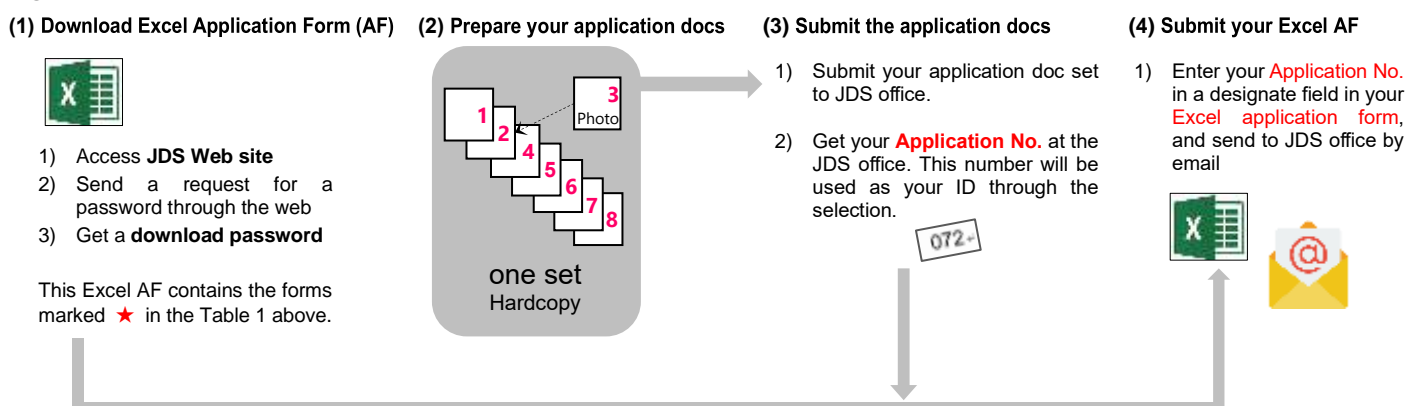 (1) Download Excel Application Form (AF)
X
1) Access JDS Web site
2) Send a request for a
password through the web
3) Get a download password
This Excel AF contains the forms
marked ★ in the Table 1 above.
(2) Prepare your application docs
1
2
3
Photo
4
5
6
7
8
one set
Hardcopy
(3) Submit the application docs
1) Submit your application doc set
to JDS office.
2) Get your Application No. at the
JDS office. This number will be
used as your ID through the
selection.
072
(4) Submit your Excel AF
1) Enter your Application No.
in a designate field in your
Excel application form,
and send to JDS office by
email
X
@